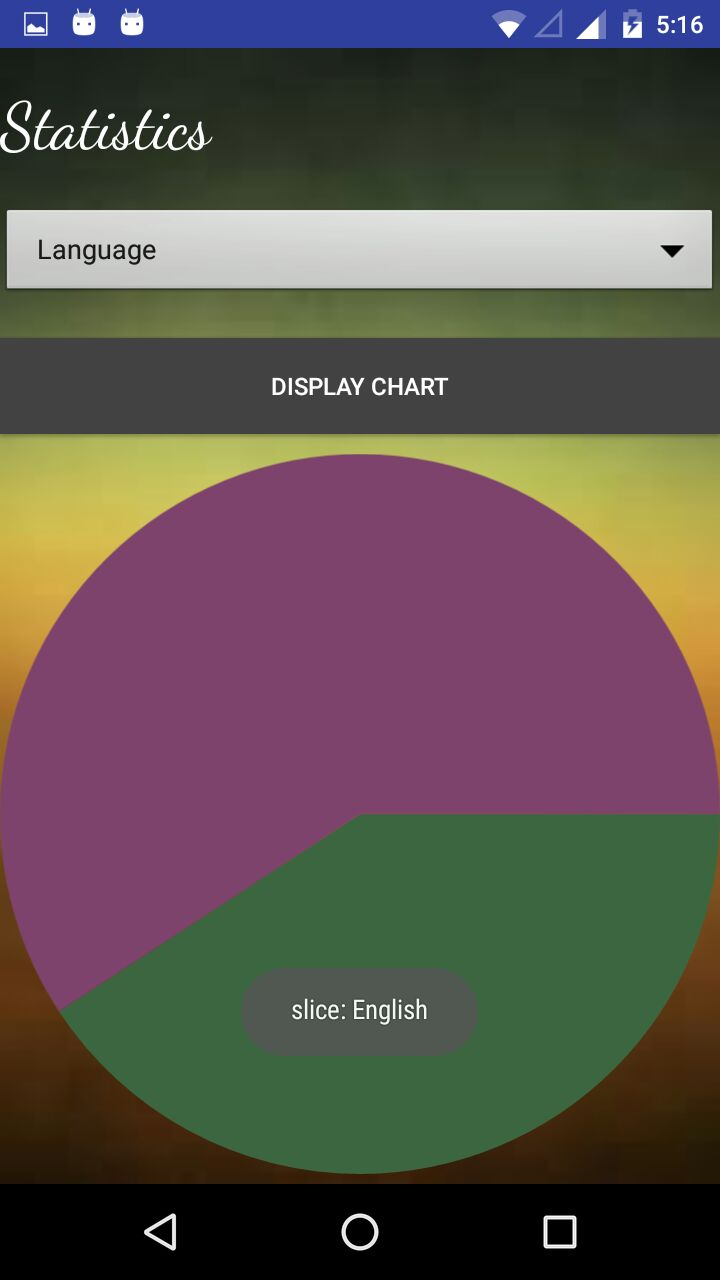 5:16
Statistics
Language
DISPLAY CHART
slice: English